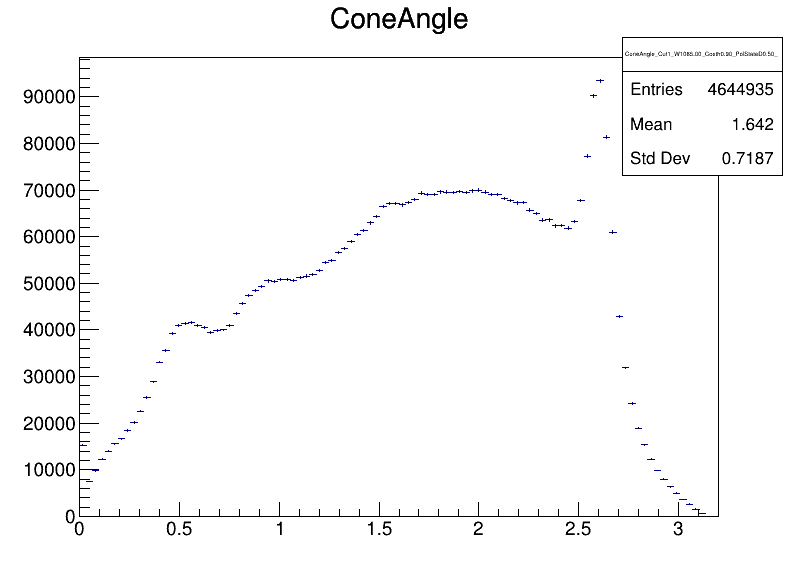 ConeAngle
ConeAngle_Cut1_W1085.00_Costh0.90_PolStateD0.50_
Entries 4644935
Mean 1.642
Std Dev 0.7187
90000
80000
70000
60000
50000
40000
30000
20000
10000
0
0 0.5 1 1.5 2 2.5 3